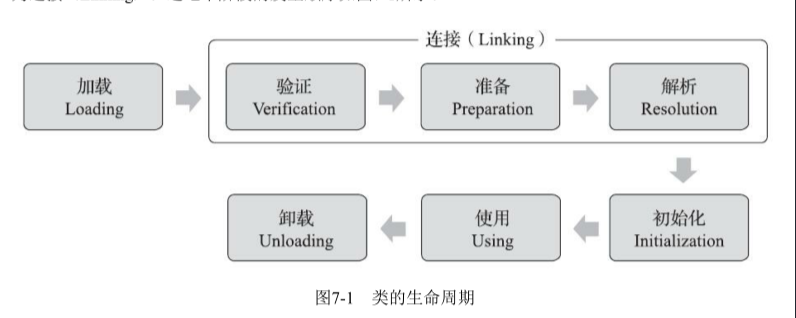 连接（Linking）
加载
Loading
验证
Verification
准备
Preparation
解析
Resolution
卸载
Unloading
使用
Using
初始化
Initialization
图7-1 类的生命周期